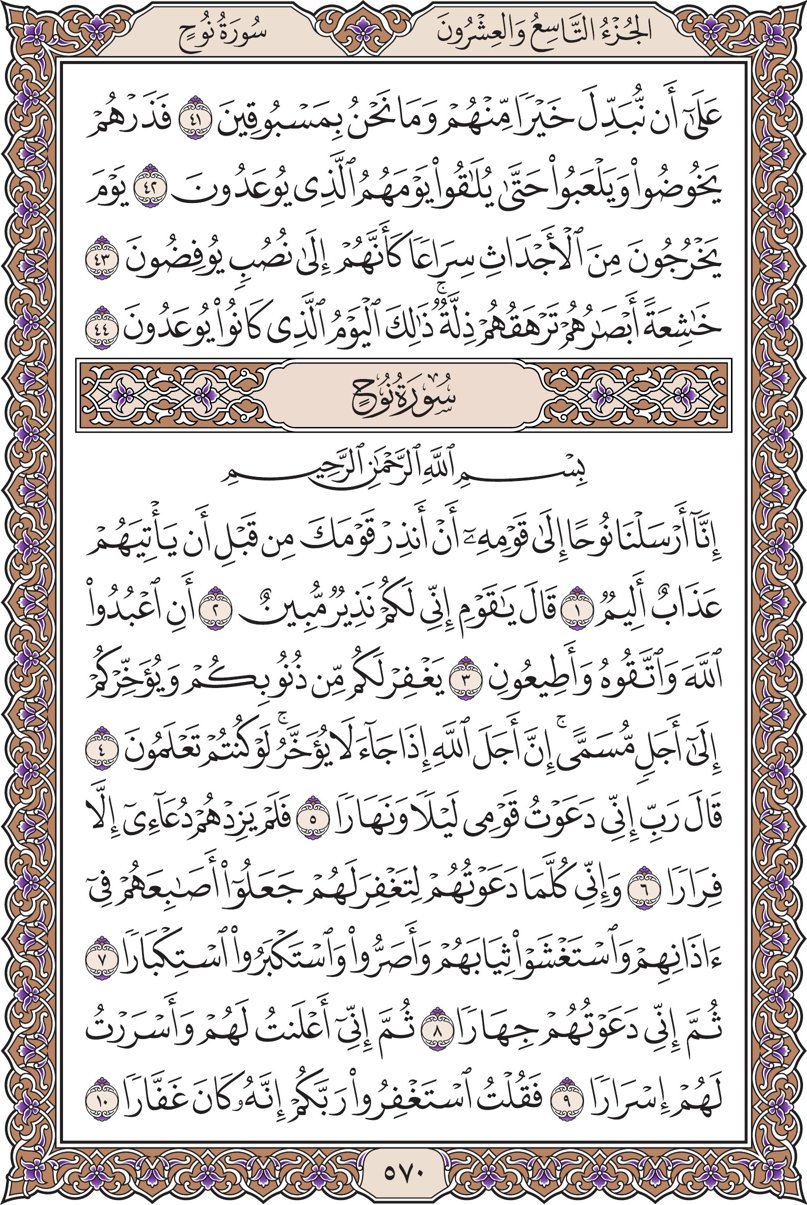 الجُزْءُ التَّاسِعُ وَالعِشْرُونَ
سُورَةُ نُوحٍ
عَلَىٰٓ أَن نُّبَدِّلَ خَيْرًا مِّنْهُمْ وَمَا نَحْنُ بِمَسْبُوقِينَ ٤١ فَذَرْهُمْ
يَخُوضُوا۟ وَيَلْعَبُوا۟ حَتَّىٰ يُلَـٰقُوا۟ يَوْمَهُمُ ٱلَّذِى يُوعَدُونَ ٤٢ يَوْمَ
يَخْرُجُونَ مِنَ ٱلْأَجْدَاثِ سِرَاعًا كَأَنَّهُمْ إِلَىٰ نُصُبٍ يُوفِضُونَ ٤٣
خَـٰشِعَةً أَبْصَـٰرُهُمْ تَرْهَقُهُمْ ذِلَّةٌ ۚ ذَٰلِكَ ٱلْيَوْمُ ٱلَّذِى كَانُوا۟ يُوعَدُونَ ٤٤
سُورَةُ نُوحٍ
بِسْمِ ٱللَّهِ ٱلرَّحْمَـٰنِ ٱلرَّحِيمِ
إِنَّآ أَرْسَلْنَا نُوحًا إِلَىٰ قَوْمِهِۦٓ أَنْ أَنذِرْ قَوْمَكَ مِن قَبْلِ أَن يَأْتِيَهُمْ
عَذَابٌ أَلِيمٌ ١ قَالَ يَـٰقَوْمِ إِنِّى لَكُمْ نَذِيرٌ مُّبِينٌ ٢ أَنِ ٱعْبُدُوا۟
ٱللَّهَ وَٱتَّقُوهُ وَأَطِيعُونِ ٣ يَغْفِرْ لَكُم مِّن ذُنُوبِكُمْ وَيُؤَخِّرْكُمْ
إِلَىٰٓ أَجَلٍ مُّسَمًّى ۚ إِنَّ أَجَلَ ٱللَّهِ إِذَا جَآءَ لَا يُؤَخَّرُ ۖ لَوْ كُنتُمْ تَعْلَمُونَ ٤
قَالَ رَبِّ إِنِّى دَعَوْتُ قَوْمِى لَيْلًا وَنَهَارًا ٥ فَلَمْ يَزِدْهُمْ دُعَآءِىٓ إِلَّا
فِرَارًا ٦ وَإِنِّى كُلَّمَا دَعَوْتُهُمْ لِتَغْفِرَ لَهُمْ جَعَلُوٓا۟ أَصَـٰبِعَهُمْ فِىٓ
ءَاذَانِهِمْ وَٱسْتَغْشَوْا۟ ثِيَابَهُمْ وَأَصَرُّوا۟ وَٱسْتَكْبَرُوا۟ ٱسْتِكْبَارًا ٧
ثُمَّ إِنِّى دَعَوْتُهُمْ جِهَارًا ٨ ثُمَّ إِنِّىٓ أَعْلَنتُ لَهُمْ وَأَسْرَرْتُ
لَهُمْ إِسْرَارًا ٩ فَقُلْتُ ٱسْتَغْفِرُوا۟ رَبَّكُمْ إِنَّهُۥ كَانَ غَفَّارًا ١٠
٥٧٠